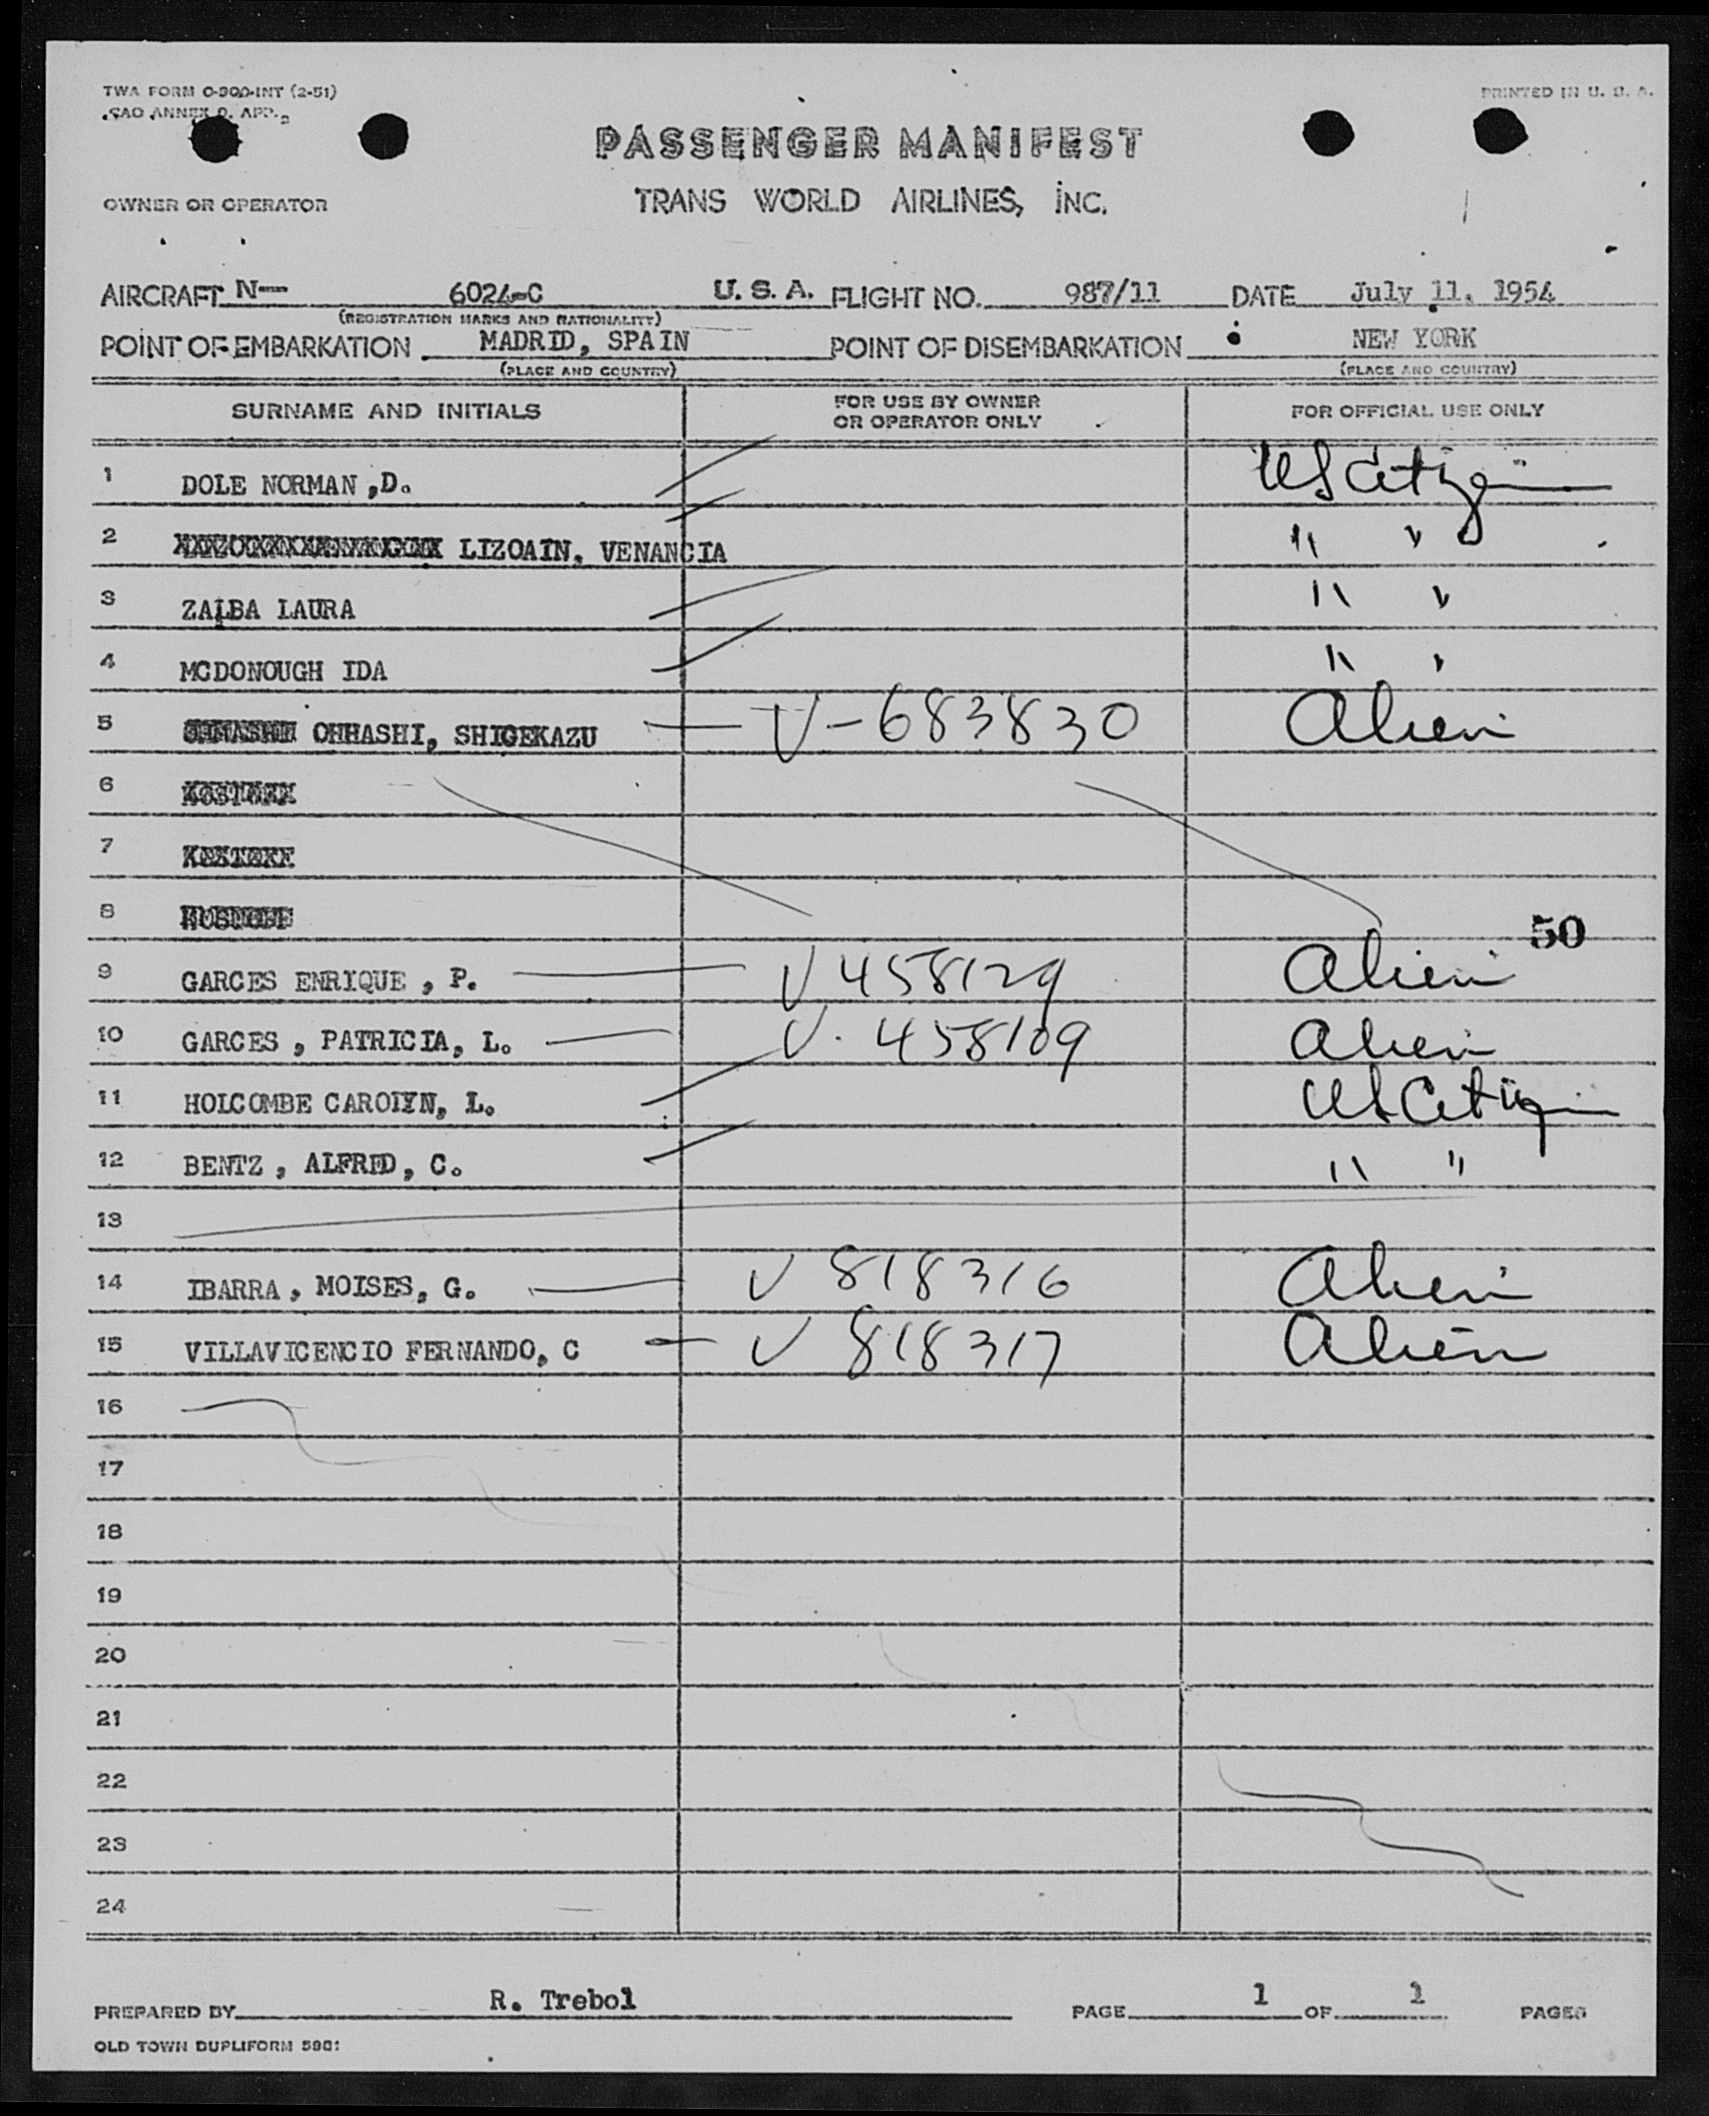 TWA FORM O-900-INT (2-51)
PRINTED IN U. S. A.
ANNEX 9. APP.
PASSENGER MANIFEST
OWNER OR OPERATOR
TRANS WORLD AIRLINES, INC.
AIRCRAFT N— 6024-C U. S. A. FLIGHT NO. 987/11 DATE July 11, 1954
(REGISTRATION MARKS AND NATIONALITY)
POINT OF EMBARKATION MADRID, SPAIN POINT OF DISEMBARKATION NEW YORK
(PLACE AND COUNTRY) (PLACE AND COUNTRY)
SURNAME AND INITIALS FOR USE BY OWNER OR OPERATOR ONLY FOR OFFICIAL USE ONLY
1 DOLE NORMAN ,D. US Citizen
2 LIZOAIN, VENANCIA " "
3 ZALBA LAURA " "
4 MCDONOUGH IDA " "
5 OHHASHI, SHIGEKAZU V-683830 Alien
6
7
8
50
9 GARCES ENRIQUE , P. V 458129 Alien
10 GARCES , PATRICIA, L. V. 458109 Alien
11 HOLCOMBE CAROLYN, L. US Citizen
12 BENTZ , ALFRED, C. " "
13
14 IBARRA , MOISES, G. V 818316 Alien
15 VILLAVICENCIO FERNANDO, C V 818317 Alien
16
17
18
19
20
21
22
23
24
PREPARED BY R. Trebol PAGE 1 OF 1 PAGES
OLD TOWN DUPLIFORM 5901